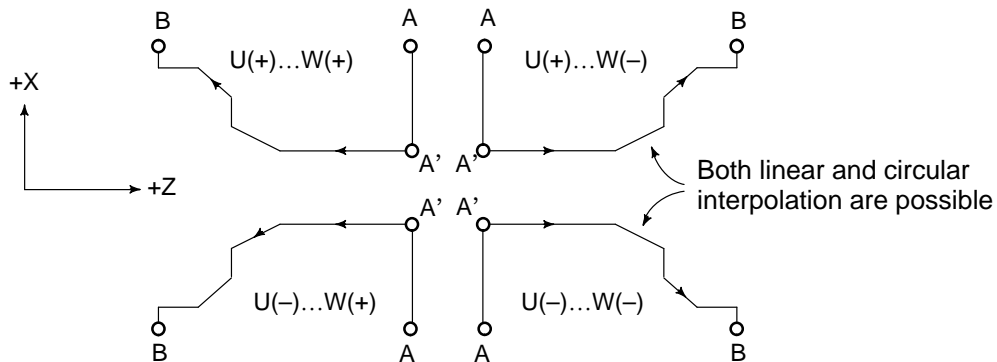 B
A
A
B
U(+)…W(+)
U(+)…W(–)
+X
A’
A’
+Z
Both linear and circular
interpolation are possible
A’
A’
U(–)…W(+)
U(–)…W(–)
B
A
A
B